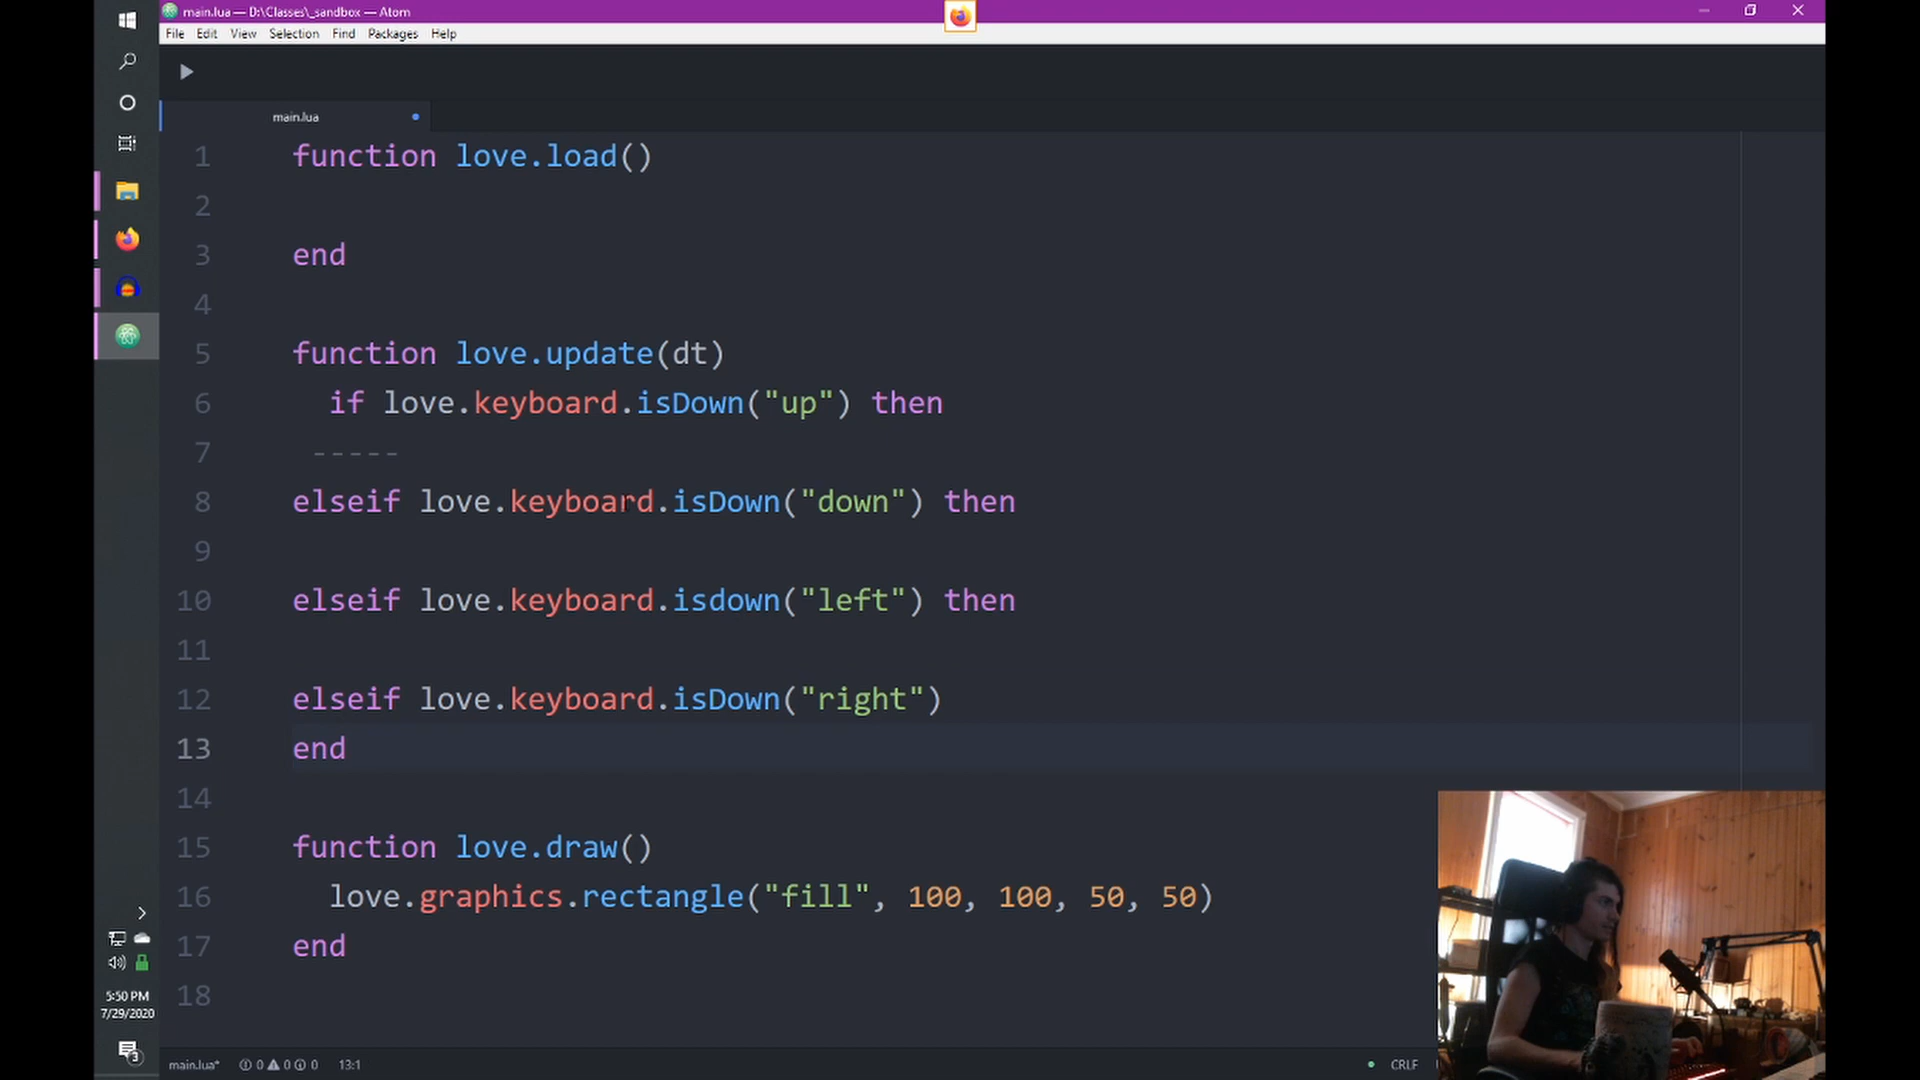 main.lua — D:\Classes\_sandbox — Atom
File Edit View Selection Find Packages Help
main.lua
1 function love.load()
2
3 end
4
5 function love.update(dt)
6 if love.keyboard.isDown("up") then
7 -----
8 elseif love.keyboard.isDown("down") then
9
10 elseif love.keyboard.isdown("left") then
11
12 elseif love.keyboard.isDown("right")
13 end
14
15 function love.draw()
16 love.graphics.rectangle("fill", 100, 100, 50, 50)
17 end
18
5:50 PM
7/29/2020
3
main.lua* 0 0 0 13:1 CRLF